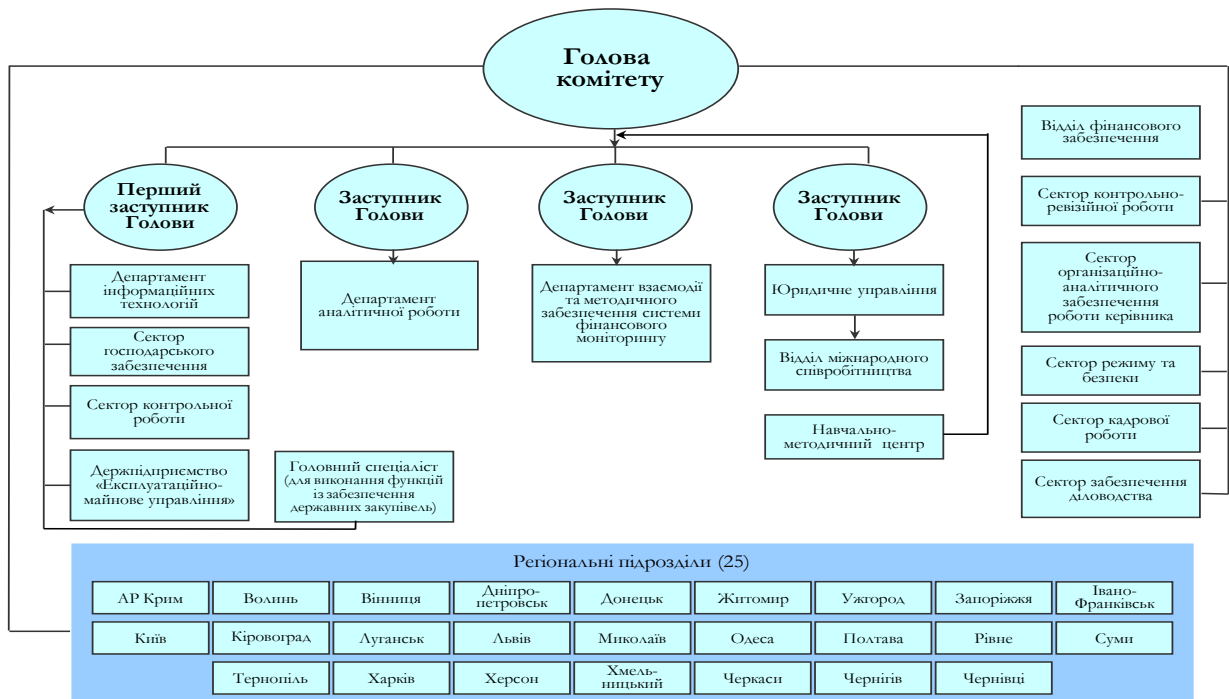 Голова
комітету
Перший
заступник
Голови
Заступник
Голови
Заступник
Голови
Заступник
Голови
Департамент
інформаційних
технологій
Сектор
господарського
забезпечення
Сектор контрольної
роботи
Держпідприємство
«Експлуатаційно-
майнове управління»
Головний спеціаліст
(для виконання функцій
із забезпечення
державних закупівель)
Департамент
аналітичної роботи
Департамент взаємодії
та методичного
забезпечення системи
фінансового
моніторингу
Юридичне управління
Відділ міжнародного
співробітництва
Навчально-
методичний центр
Відділ фінансового
забезпечення
Сектор контрольно-
ревізійної роботи
Сектор
організаційно-
аналітичного
забезпечення
роботи керівника
Сектор режиму та
безпеки
Сектор кадрової
роботи
Сектор забезпечення
діловодства
Регіональні підрозділи (25)
АР Крим
Волинь
Вінниця
Дніпро-
петровськ
Донецьк
Житомир
Ужгород
Запоріжжя
Івано-
Франківськ
Київ
Кіровоград
Луганськ
Львів
Миколаїв
Одеса
Полтава
Рівне
Суми
Тернопіль
Харків
Херсон
Хмель-
ницький
Черкаси
Чернігів
Чернівці